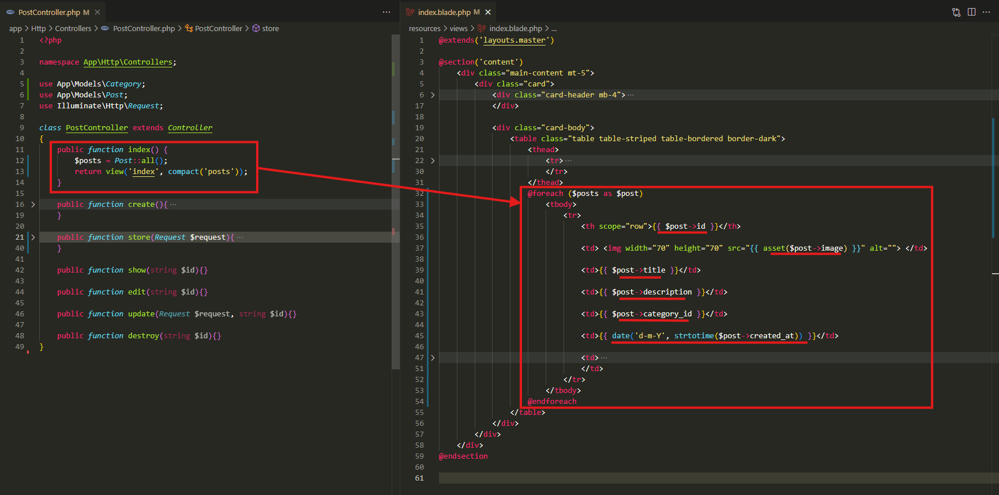 PostController.php M
app > Http > Controllers > PostController.php > PostController > store
1 <?php
2
3 namespace App\Http\Controllers;
4
5 use App\Models\Category;
6 use App\Models\Post;
7 use Illuminate\Http\Request;
8
9 class PostController extends Controller
10 {
11 public function index() {
12 $posts = Post::all();
13 return view('index', compact('posts'));
14 }
15
16 public function create(){ ···
19 }
20
21 public function store(Request $request){ ···
40 }
41
42 public function show(string $id){}
43
44 public function edit(string $id){}
45
46 public function update(Request $request, string $id){}
47
48 public function destroy(string $id){}
49 }
index.blade.php M
resources > views > index.blade.php > ...
1 @extends('layouts.master')
2
3 @section('content')
4 <div class="main-content mt-5">
5 <div class="card">
6 <div class="card-header mb-4"> ···
17 </div>
18
19 <div class="card-body">
20 <table class="table table-striped table-bordered border-dark">
21 <thead>
22 <tr> ···
30 </tr>
31 </thead>
32 @foreach ($posts as $post)
33 <tbody>
34 <tr>
35 <th scope="row">{{ $post->id }}</th>
36
37 <td> <img width="70" height="70" src="{{ asset($post->image) }}" alt=""> </td>
38
39 <td>{{ $post->title }}</td>
40
41 <td>{{ $post->description }}</td>
42
43 <td>{{ $post->category_id }}</td>
44
45 <td>{{ date('d-m-Y', strtotime($post->created_at)) }}</td>
46
47 <td> ···
51 </td>
52 </tr>
53 </tbody>
54 @endforeach
55 </table>
56 </div>
57 </div>
58 </div>
59 @endsection
60
61